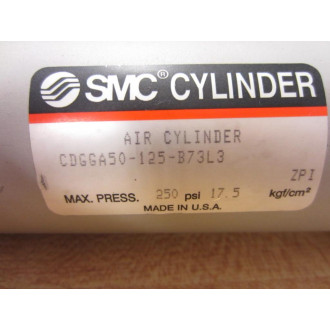 SMC® CYLINDER
AIR CYLINDER
CDGGA50-125-B73L3
ZPI
MAX. PRESS. 250 psi 17.5 kgf/cm²
MADE IN U.S.A.